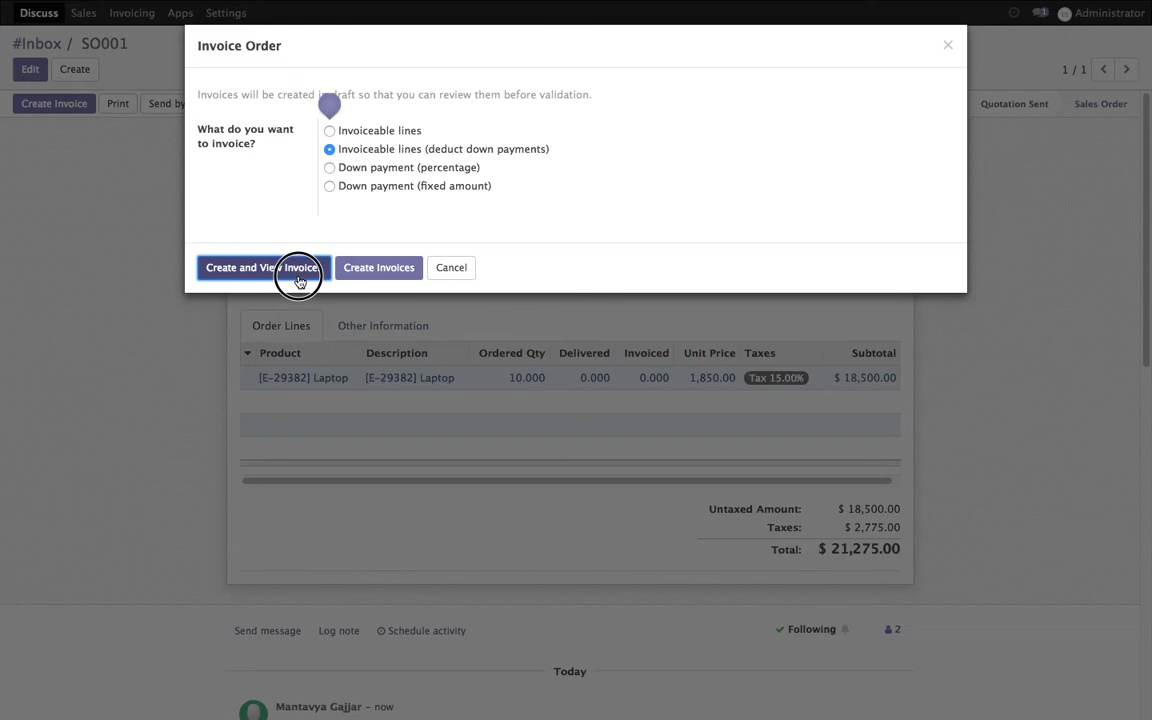 Discuss Sales Invoicing Apps Settings 1 Administrator
#Inbox / SO001
Edit Create 1 / 1
Create Invoice Print Send by Quotation Sent Sales Order
Invoice Order ×
Invoices will be created in draft so that you can review them before validation.
What do you want
to invoice?
Invoiceable lines
Invoiceable lines (deduct down payments)
Down payment (percentage)
Down payment (fixed amount)
Create and View Invoice Create Invoices Cancel
Order Lines Other Information
Product Description Ordered Qty Delivered Invoiced Unit Price Taxes Subtotal
[E-29382] Laptop [E-29382] Laptop 10.000 0.000 0.000 1,850.00 Tax 15.00% $ 18,500.00
Untaxed Amount: $ 18,500.00
Taxes: $ 2,775.00
Total: $ 21,275.00
Send message Log note Schedule activity Following 2
Today
Mantavya Gajjar - now